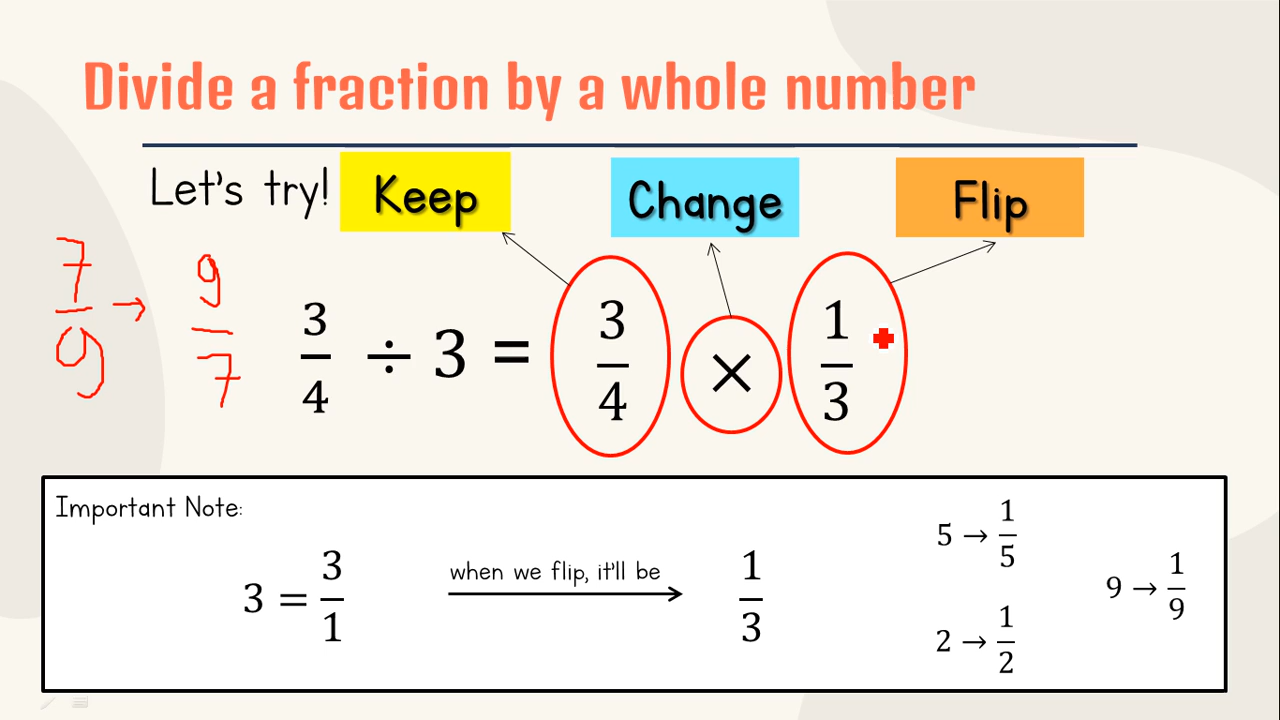 Divide a fraction by a whole number
Let's try! Keep Change Flip
7/9 → 9/7
3/4 ÷ 3 = 3/4 × 1/3
Important Note:
3 = 3/1 when we flip, it'll be 1/3
5 → 1/5
9 → 1/9
2 → 1/2